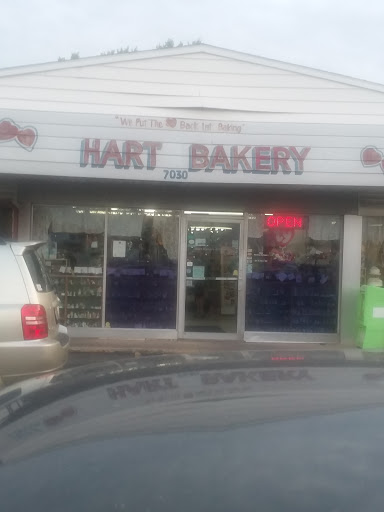 "We Put The Back In Baking"
HART BAKERY
7030
OPEN